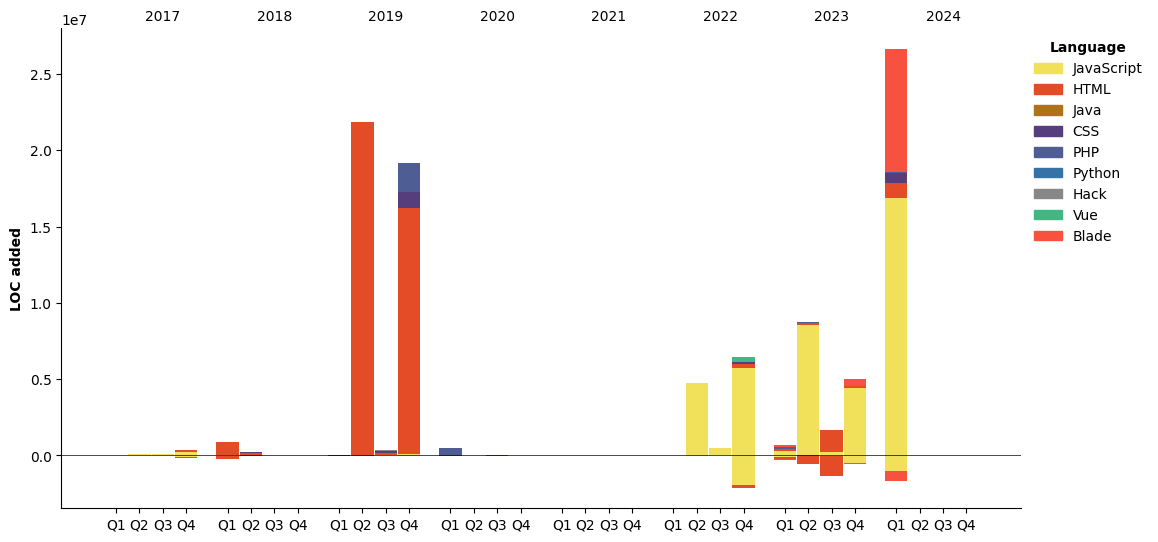 2017 2018 2019 2020 2021 2022 2023 2024
1e7
2.5
2.0
1.5
1.0
0.5
0.0
LOC added
Q1 Q2 Q3 Q4 Q1 Q2 Q3 Q4 Q1 Q2 Q3 Q4 Q1 Q2 Q3 Q4 Q1 Q2 Q3 Q4 Q1 Q2 Q3 Q4 Q1 Q2 Q3 Q4 Q1 Q2 Q3 Q4
Language
JavaScript
HTML
Java
CSS
PHP
Python
Hack
Vue
Blade